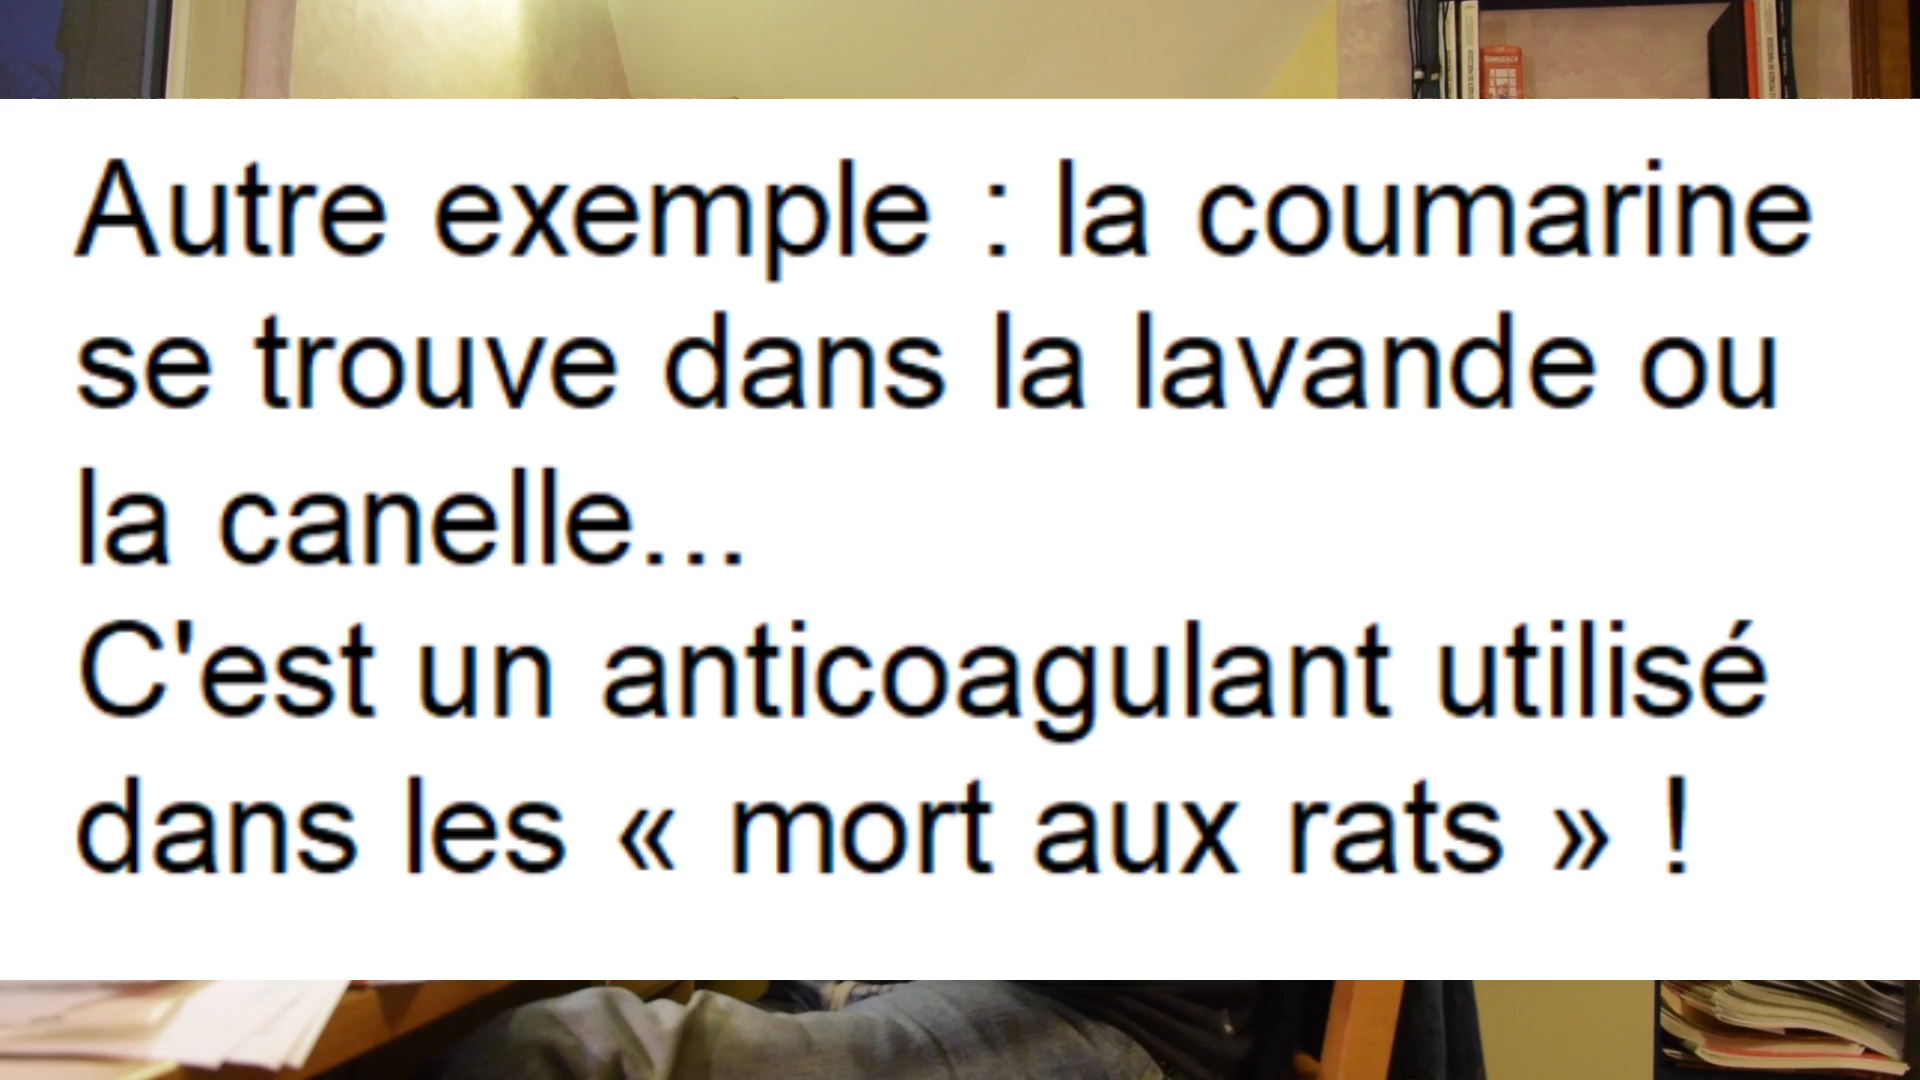 Autre exemple : la coumarine
se trouve dans la lavande ou
la canelle...
C'est un anticoagulant utilisé
dans les « mort aux rats » !